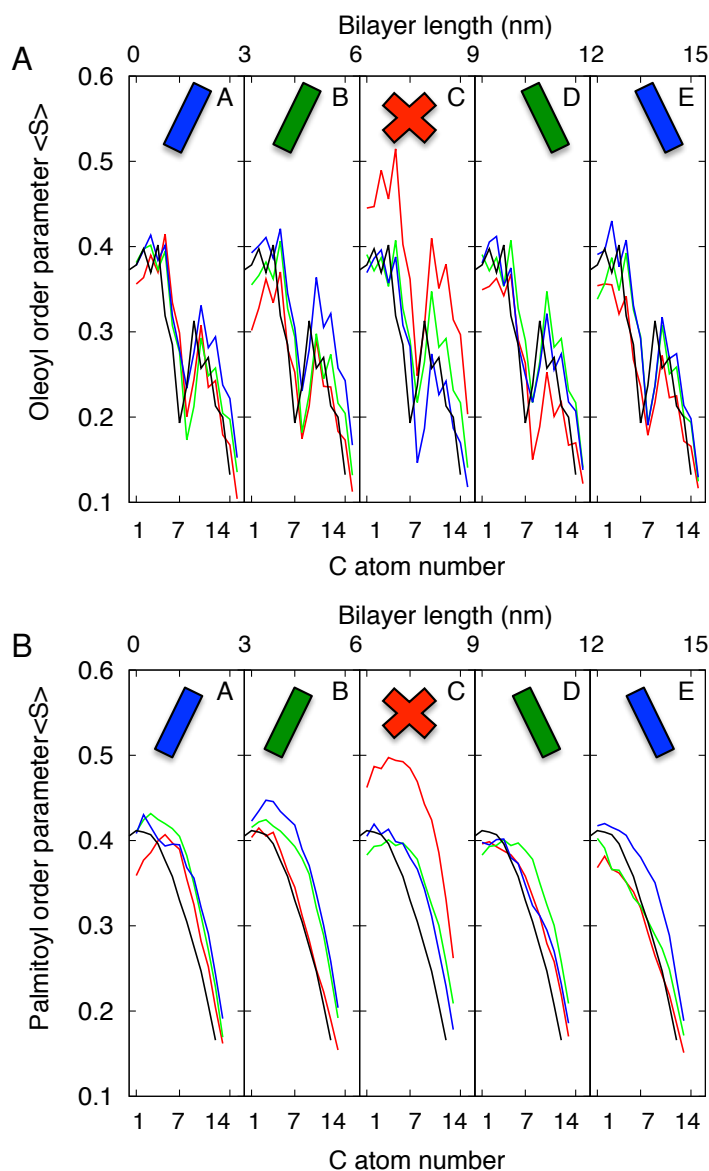 Bilayer length (nm)
0 3 6 9 12 15
A
A B C D E
Oleoyl order parameter <S>
0.6
0.5
0.4
0.3
0.2
0.1
1 7 14 1 7 14 1 7 14 1 7 14 1 7 14
C atom number
Bilayer length (nm)
0 3 6 9 12 15
B
A B C D E
Palmitoyl order parameter<S>
0.6
0.5
0.4
0.3
0.2
0.1
1 7 14 1 7 14 1 7 14 1 7 14 1 7 14
C atom number